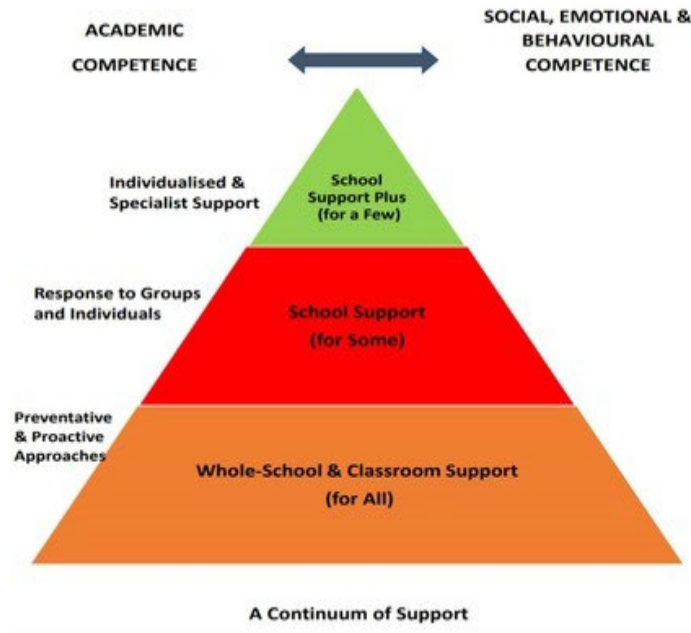 ACADEMIC
COMPETENCE
SOCIAL, EMOTIONAL &
BEHAVIOURAL
COMPETENCE
Individualised &
Specialist Support
School
Support Plus
(for a Few)
Response to Groups
and Individuals
School Support
(for Some)
Preventative
& Proactive
Approaches
Whole-School & Classroom Support
(for All)
A Continuum of Support